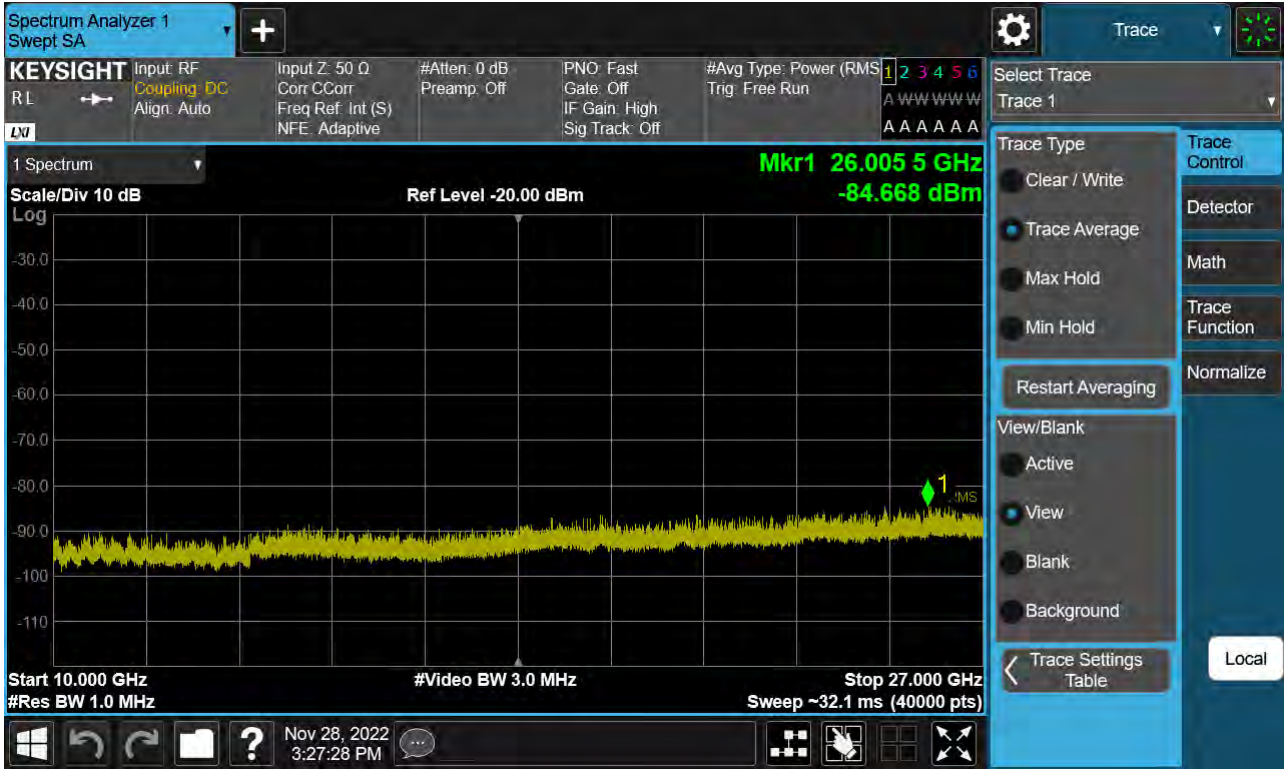 Spectrum Analyzer 1
Swept SA
Trace
KEYSIGHT
RL
LXI
Input: RF
Coupling: DC
Align: Auto
Input Z: 50 Ω
Corr CCorr
Freq Ref: Int (S)
NFE: Adaptive
#Atten: 0 dB
Preamp: Off
PNO: Fast
Gate: Off
IF Gain: High
Sig Track: Off
#Avg Type: Power (RMS
Trig: Free Run
1 2 3 4 5 6
A W W W W W
A A A A A A
Select Trace
Trace 1
1 Spectrum
Scale/Div 10 dB
Log
Ref Level -20.00 dBm
Mkr1 26.005 5 GHz
-84.668 dBm
-30.0
-40.0
-50.0
-60.0
-70.0
-80.0
-90.0
-100
-110
1
RMS
Start 10.000 GHz
#Res BW 1.0 MHz
#Video BW 3.0 MHz
Stop 27.000 GHz
Sweep ~32.1 ms (40000 pts)
Trace Type
Clear / Write
Trace Average
Max Hold
Min Hold
Restart Averaging
View/Blank
Active
View
Blank
Background
Trace Settings
Table
Trace
Control
Detector
Math
Trace
Function
Normalize
Local
?
Nov 28, 2022
3:27:28 PM